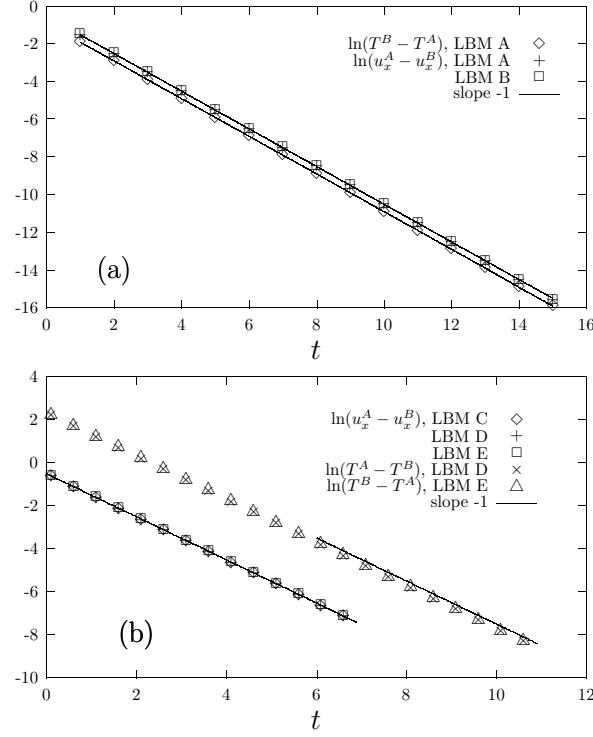 0
-2
-4
-6
-8
-10
-12
-14
-16
ln(T^B − T^A), LBM A
ln(u_x^A − u_x^B), LBM A
LBM B
slope -1
(a)
0 2 4 6 8 10 12 14 16
t
4
2
0
-2
-4
-6
-8
-10
ln(u_x^A − u_x^B), LBM C
LBM D
LBM E
ln(T^A − T^B), LBM D
ln(T^B − T^A), LBM E
slope -1
(b)
0 2 4 6 8 10 12
t